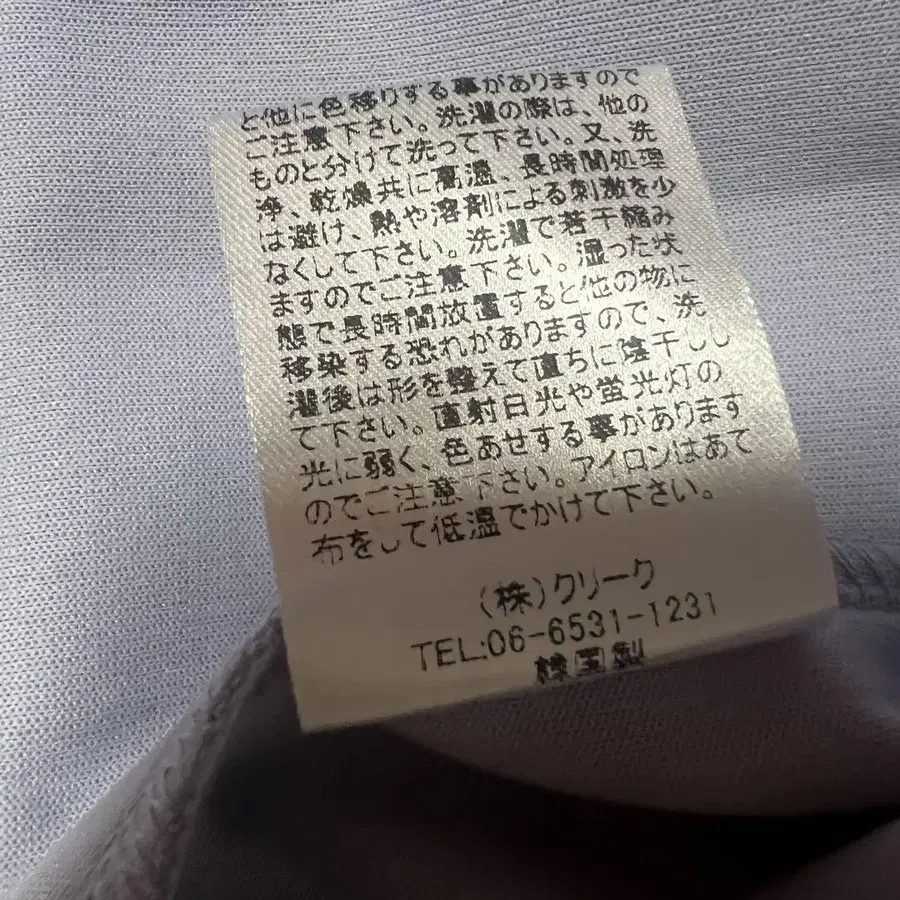 と他に色移りする事がありますので
ご注意下さい。洗濯の際は、他の
ものと分けて洗って下さい。又、洗
浄、乾燥共に高温、長時間処理
は避け、熱や溶剤による刺激を少
なくして下さい。洗濯で若干縮み
ますのでご注意下さい。湿った状
態で長時間放置すると他の物に
移染する恐れがありますので、洗
濯後は形を整えて直ちに陰干しし
て下さい。直射日光や蛍光灯の
光に弱く、色あせする事があります
のでご注意下さい。アイロンはあて
布をして低温でかけて下さい。
(株)クリーク
TEL:06-6531-1231
韓国製